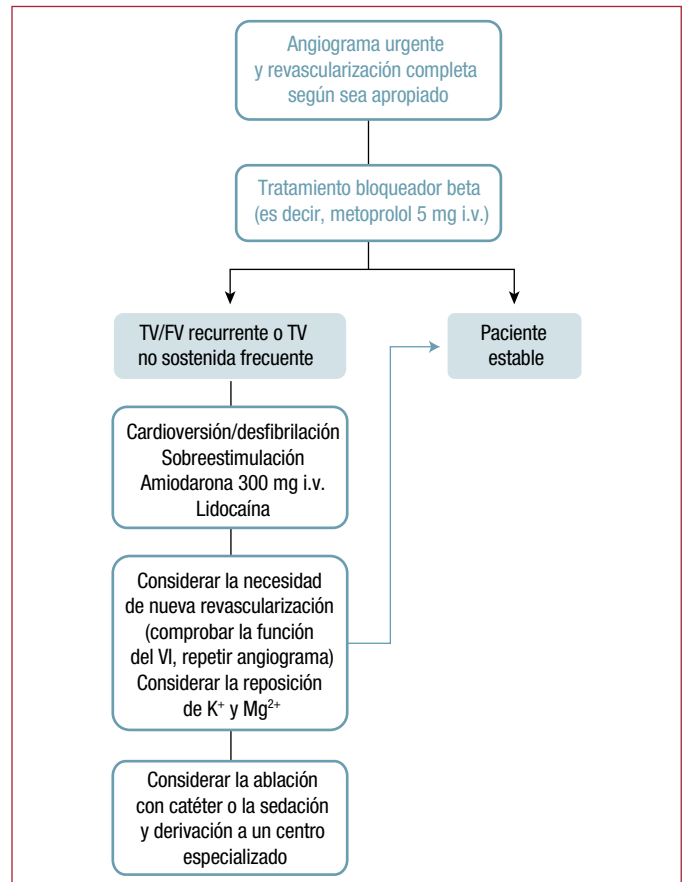 Angiograma urgente
y revascularización completa
según sea apropiado
Tratamiento bloqueador beta
(es decir, metoprolol 5 mg i.v.)
TV/FV recurrente o TV
no sostenida frecuente
Paciente
estable
Cardioversión/desfibrilación
Sobreestimulación
Amiodarona 300 mg i.v.
Lidocaína
Considerar la necesidad
de nueva revascularización
(comprobar la función
del VI, repetir angiograma)
Considerar la reposición
de K⁺ y Mg²⁺
Considerar la ablación
con catéter o la sedación
y derivación a un centro
especializado